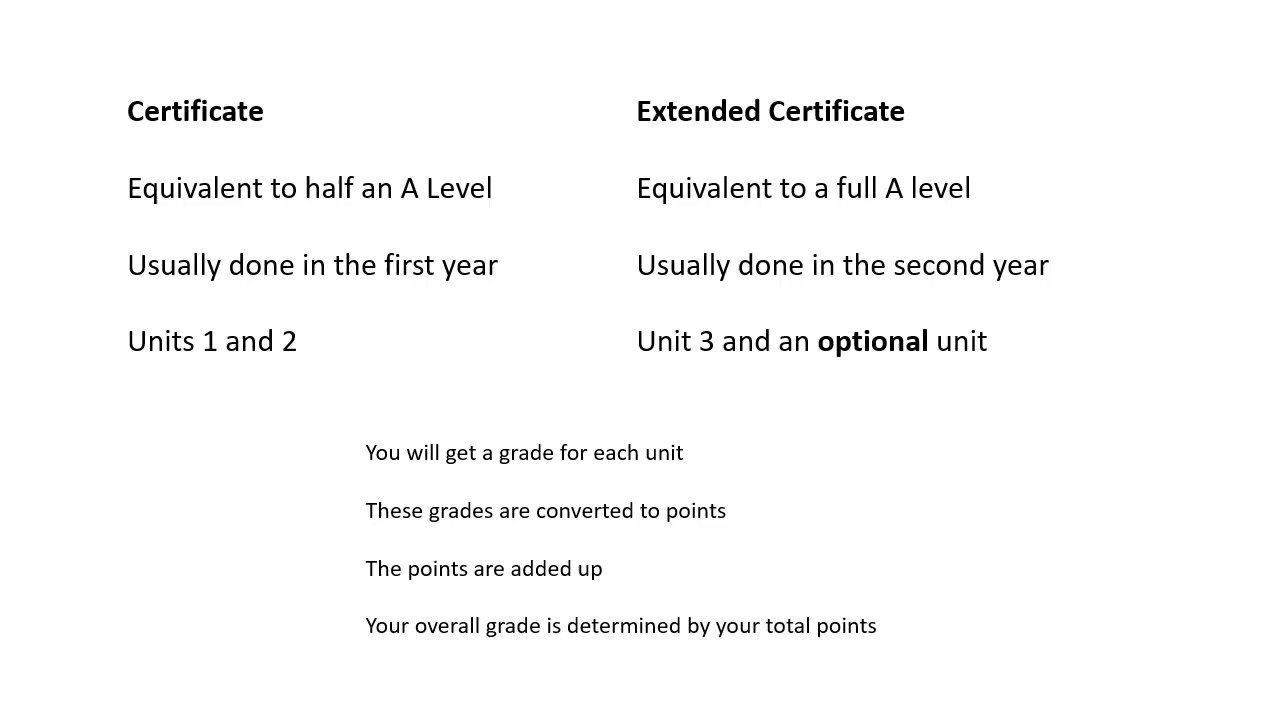 Certificate
Equivalent to half an A Level
Usually done in the first year
Units 1 and 2
Extended Certificate
Equivalent to a full A level
Usually done in the second year
Unit 3 and an optional unit
You will get a grade for each unit
These grades are converted to points
The points are added up
Your overall grade is determined by your total points